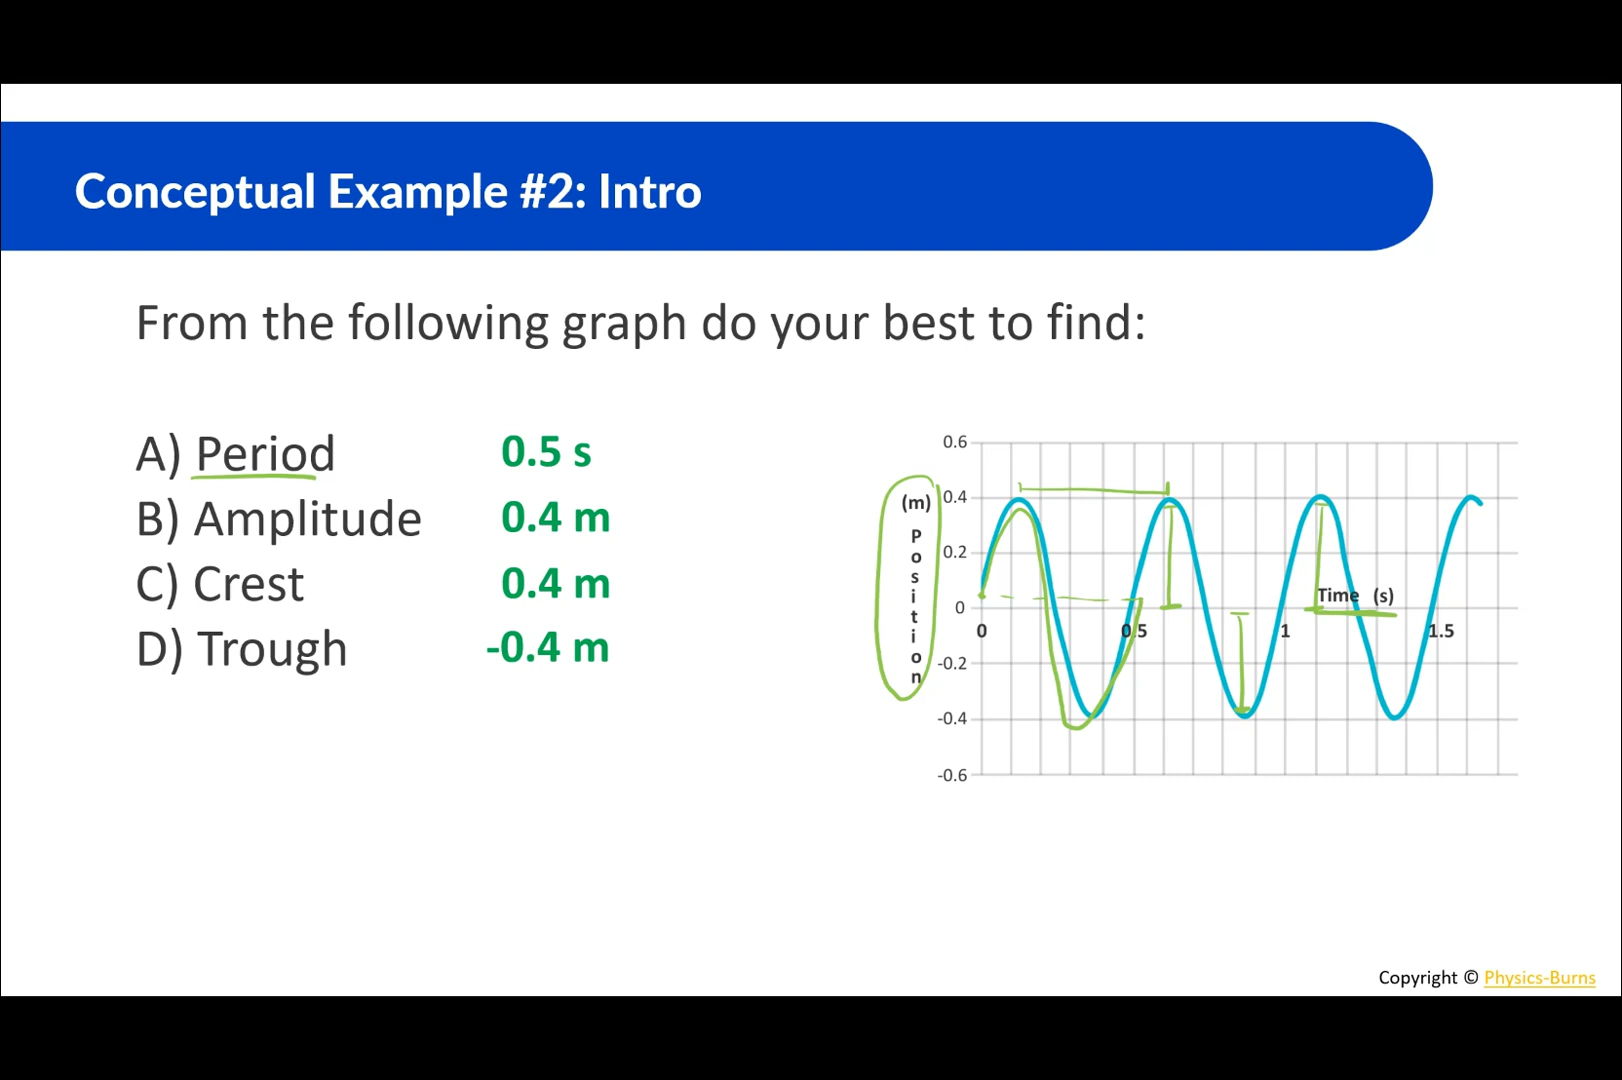 Conceptual Example #2: Intro
From the following graph do your best to find:
A) Period 0.5 s
B) Amplitude 0.4 m
C) Crest 0.4 m
D) Trough -0.4 m
(m)
Position
0.6
0.4
0.2
0
-0.2
-0.4
-0.6
Time (s)
0 0.5 1 1.5
Copyright © Physics-Burns